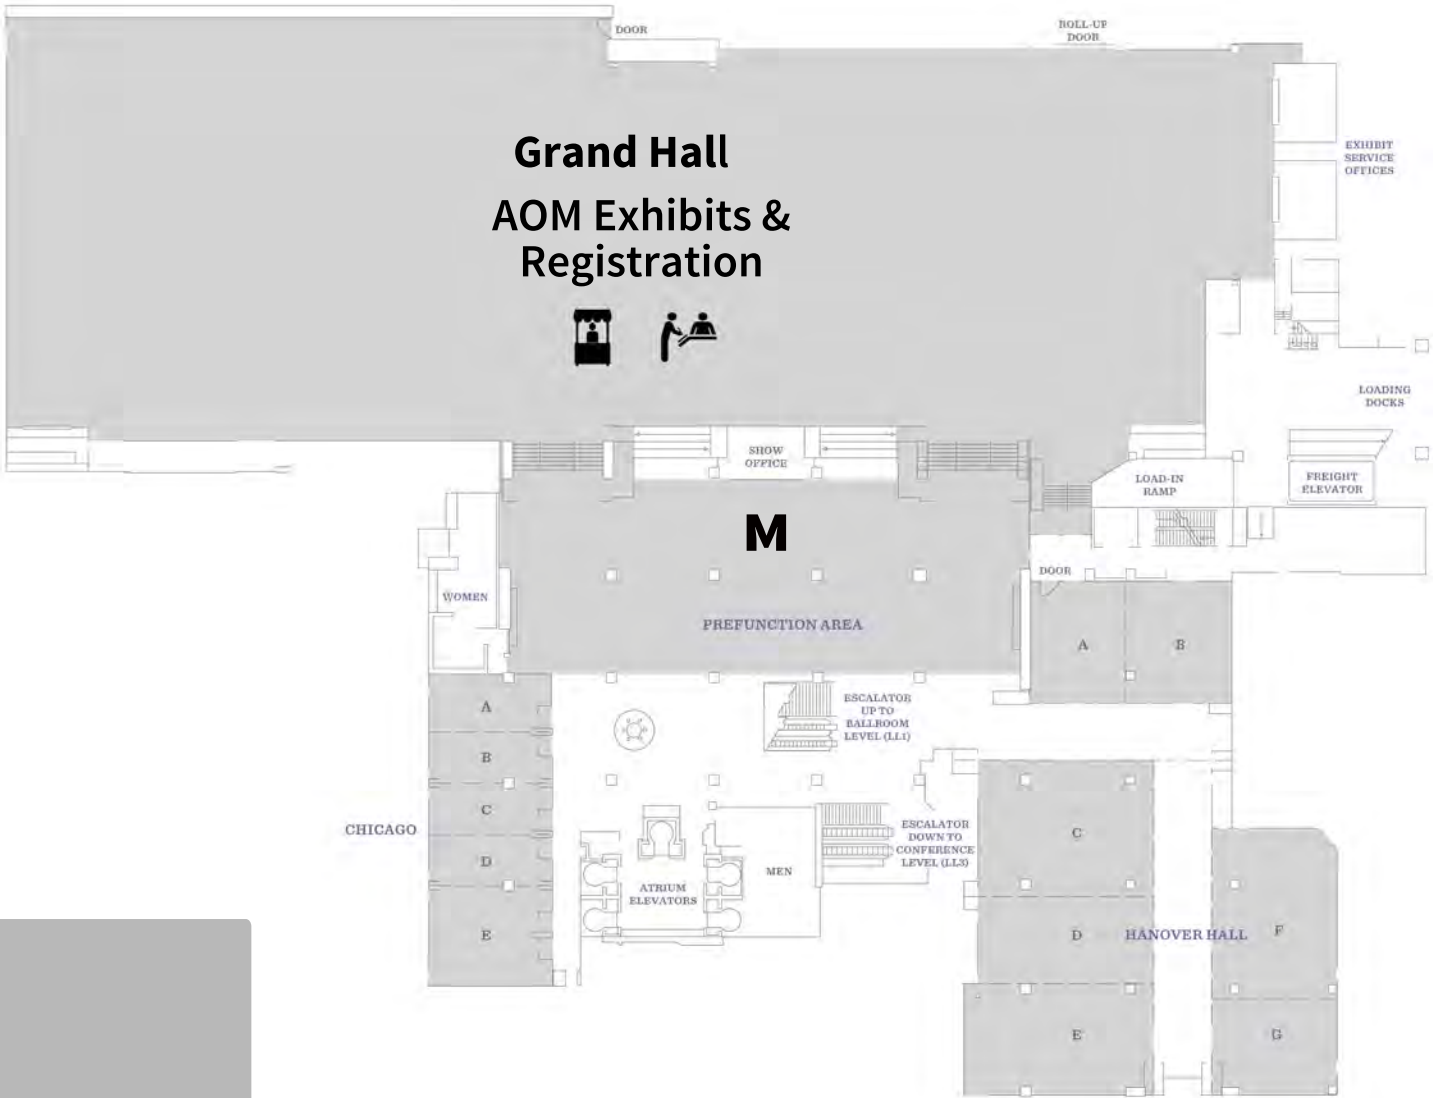 DOOR
ROLL-UP
DOOR
Grand Hall
AOM Exhibits &
Registration
EXHIBIT
SERVICE
OFFICES
LOADING
DOCKS
SHOW
OFFICE
LOAD-IN
RAMP
FREIGHT
ELEVATOR
M
DOOR
WOMEN
PREFUNCTION AREA
A
B
A
B
C
D
E
CHICAGO
ESCALATOR
UP TO
BALLROOM
LEVEL (LL1)
ESCALATOR
DOWN TO
CONFERENCE
LEVEL (LL3)
MEN
ATRIUM
ELEVATORS
C
D
HANOVER HALL
F
E
G